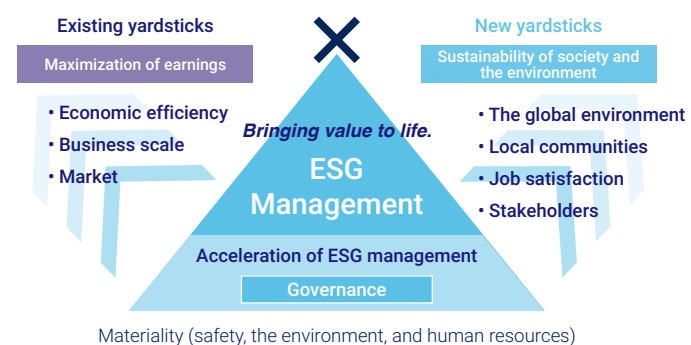 Existing yardsticks
Maximization of earnings
• Economic efficiency
• Business scale
• Market
New yardsticks
Sustainability of society and
the environment
• The global environment
• Local communities
• Job satisfaction
• Stakeholders
Bringing value to life.
ESG
Management
Acceleration of ESG management
Governance
Materiality (safety, the environment, and human resources)